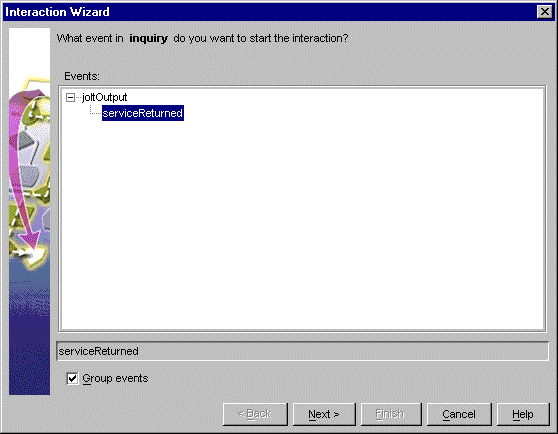 Interaction Wizard
What event in inquiry do you want to start the interaction?
Events:
joltOutput
serviceReturned
serviceReturned
Group events
< Back Next > Finish Cancel Help